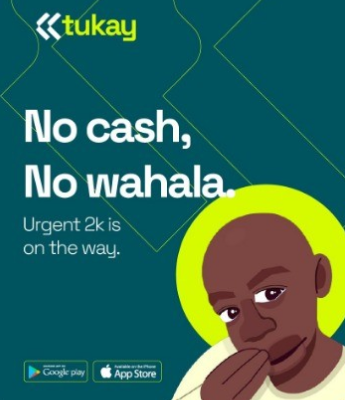 tukay
No cash,
No wahala.
Urgent 2k is
on the way.
Google play
App Store